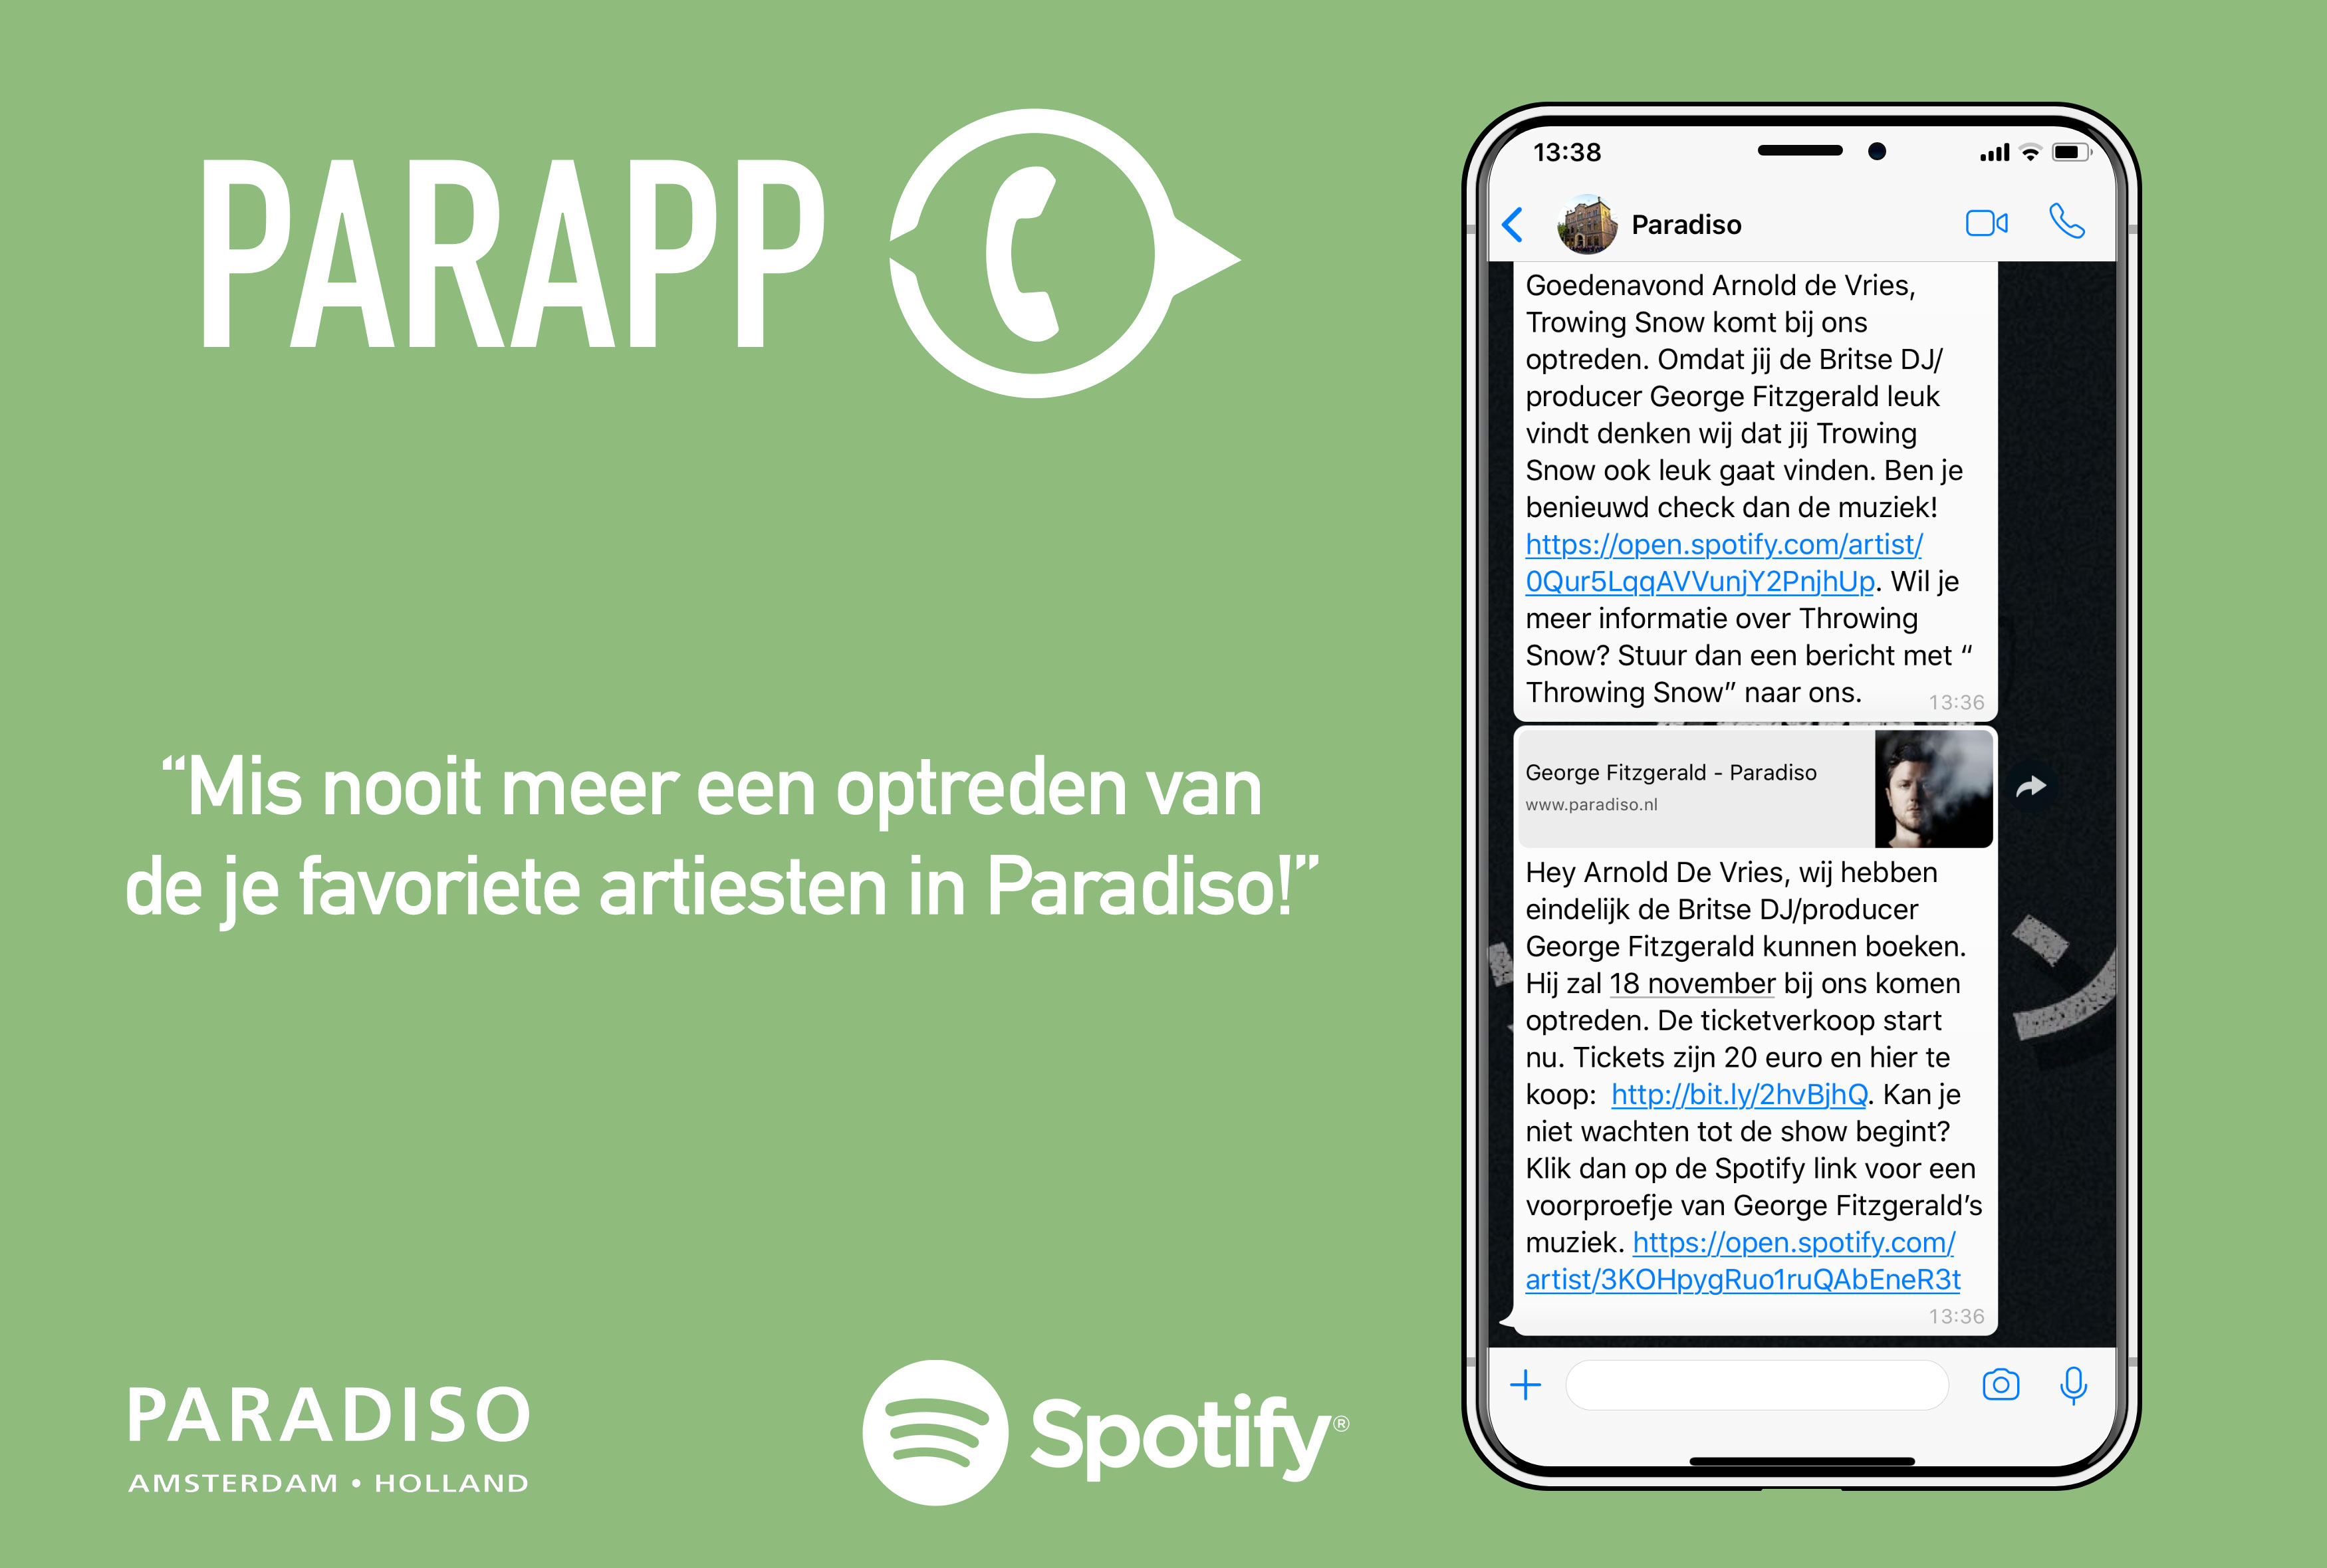 PARAPP
“Mis nooit meer een optreden van
de je favoriete artiesten in Paradiso!”
PARADISO
AMSTERDAM • HOLLAND
Spotify®
13:38
Paradiso
Goedenavond Arnold de Vries,
Trowing Snow komt bij ons
optreden. Omdat jij de Britse DJ/
producer George Fitzgerald leuk
vindt denken wij dat jij Trowing
Snow ook leuk gaat vinden. Ben je
benieuwd check dan de muziek!
https://open.spotify.com/artist/
0Qur5LqqAVVunjY2PnjhUp. Wil je
meer informatie over Throwing
Snow? Stuur dan een bericht met “
Throwing Snow” naar ons.
13:36
George Fitzgerald - Paradiso
www.paradiso.nl
Hey Arnold De Vries, wij hebben
eindelijk de Britse DJ/producer
George Fitzgerald kunnen boeken.
Hij zal 18 november bij ons komen
optreden. De ticketverkoop start
nu. Tickets zijn 20 euro en hier te
koop:  http://bit.ly/2hvBjhQ. Kan je
niet wachten tot de show begint?
Klik dan op de Spotify link voor een
voorproefje van George Fitzgerald’s
muziek. https://open.spotify.com/
artist/3KOHpygRuo1ruQAbEneR3t
13:36